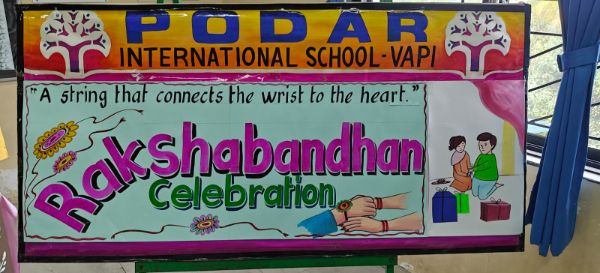 PODAR
INTERNATIONAL SCHOOL-VAPI
"A string that connects the wrist to the heart."
Rakshabandhan
Celebration